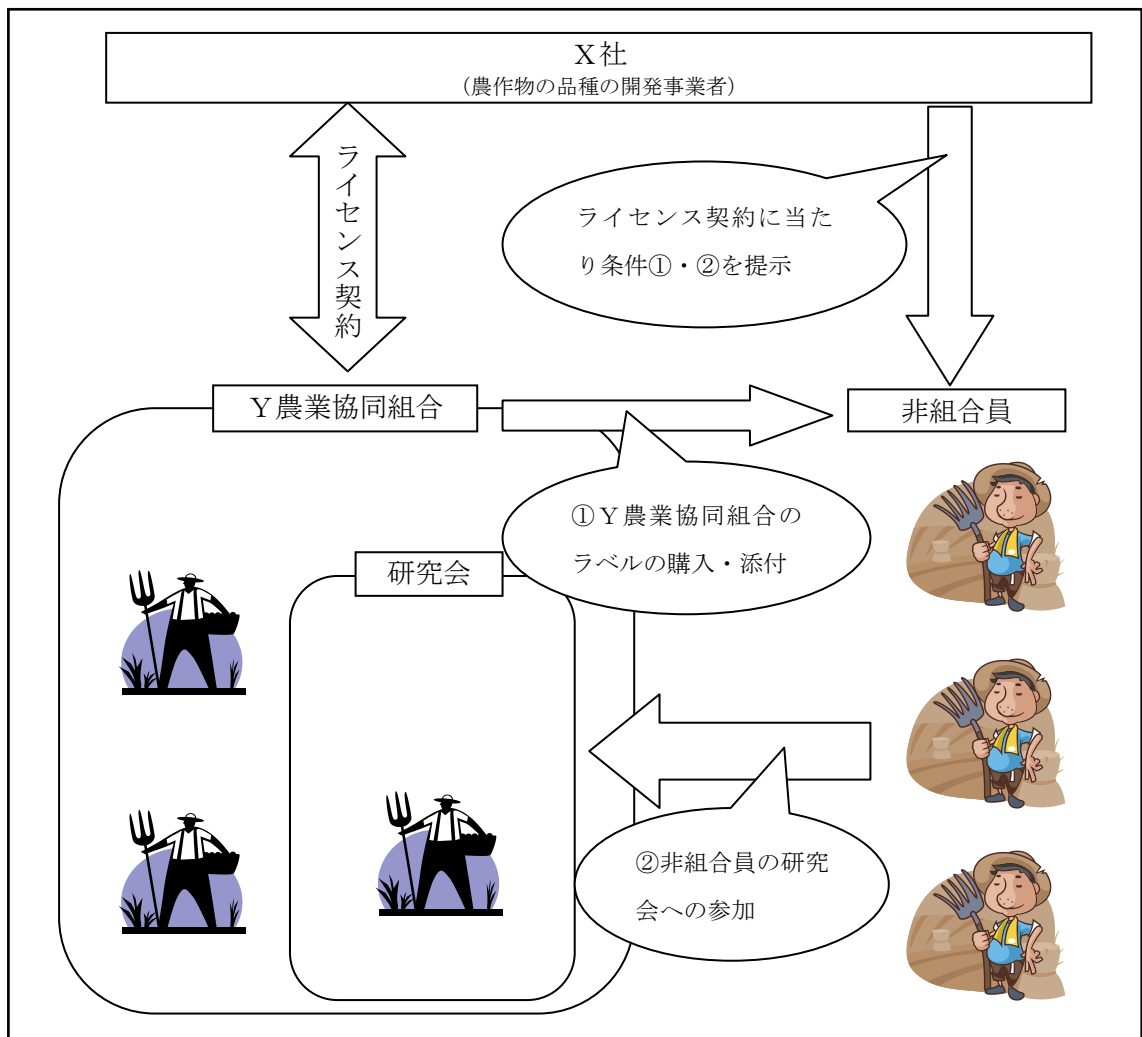 X社
（農作物の品種の開発事業者）
ライセンス契約
ライセンス契約に当た
り条件①・②を提示
Y農業協同組合
非組合員
①Y農業協同組合の
ラベルの購入・添付
研究会
②非組合員の研究
会への参加